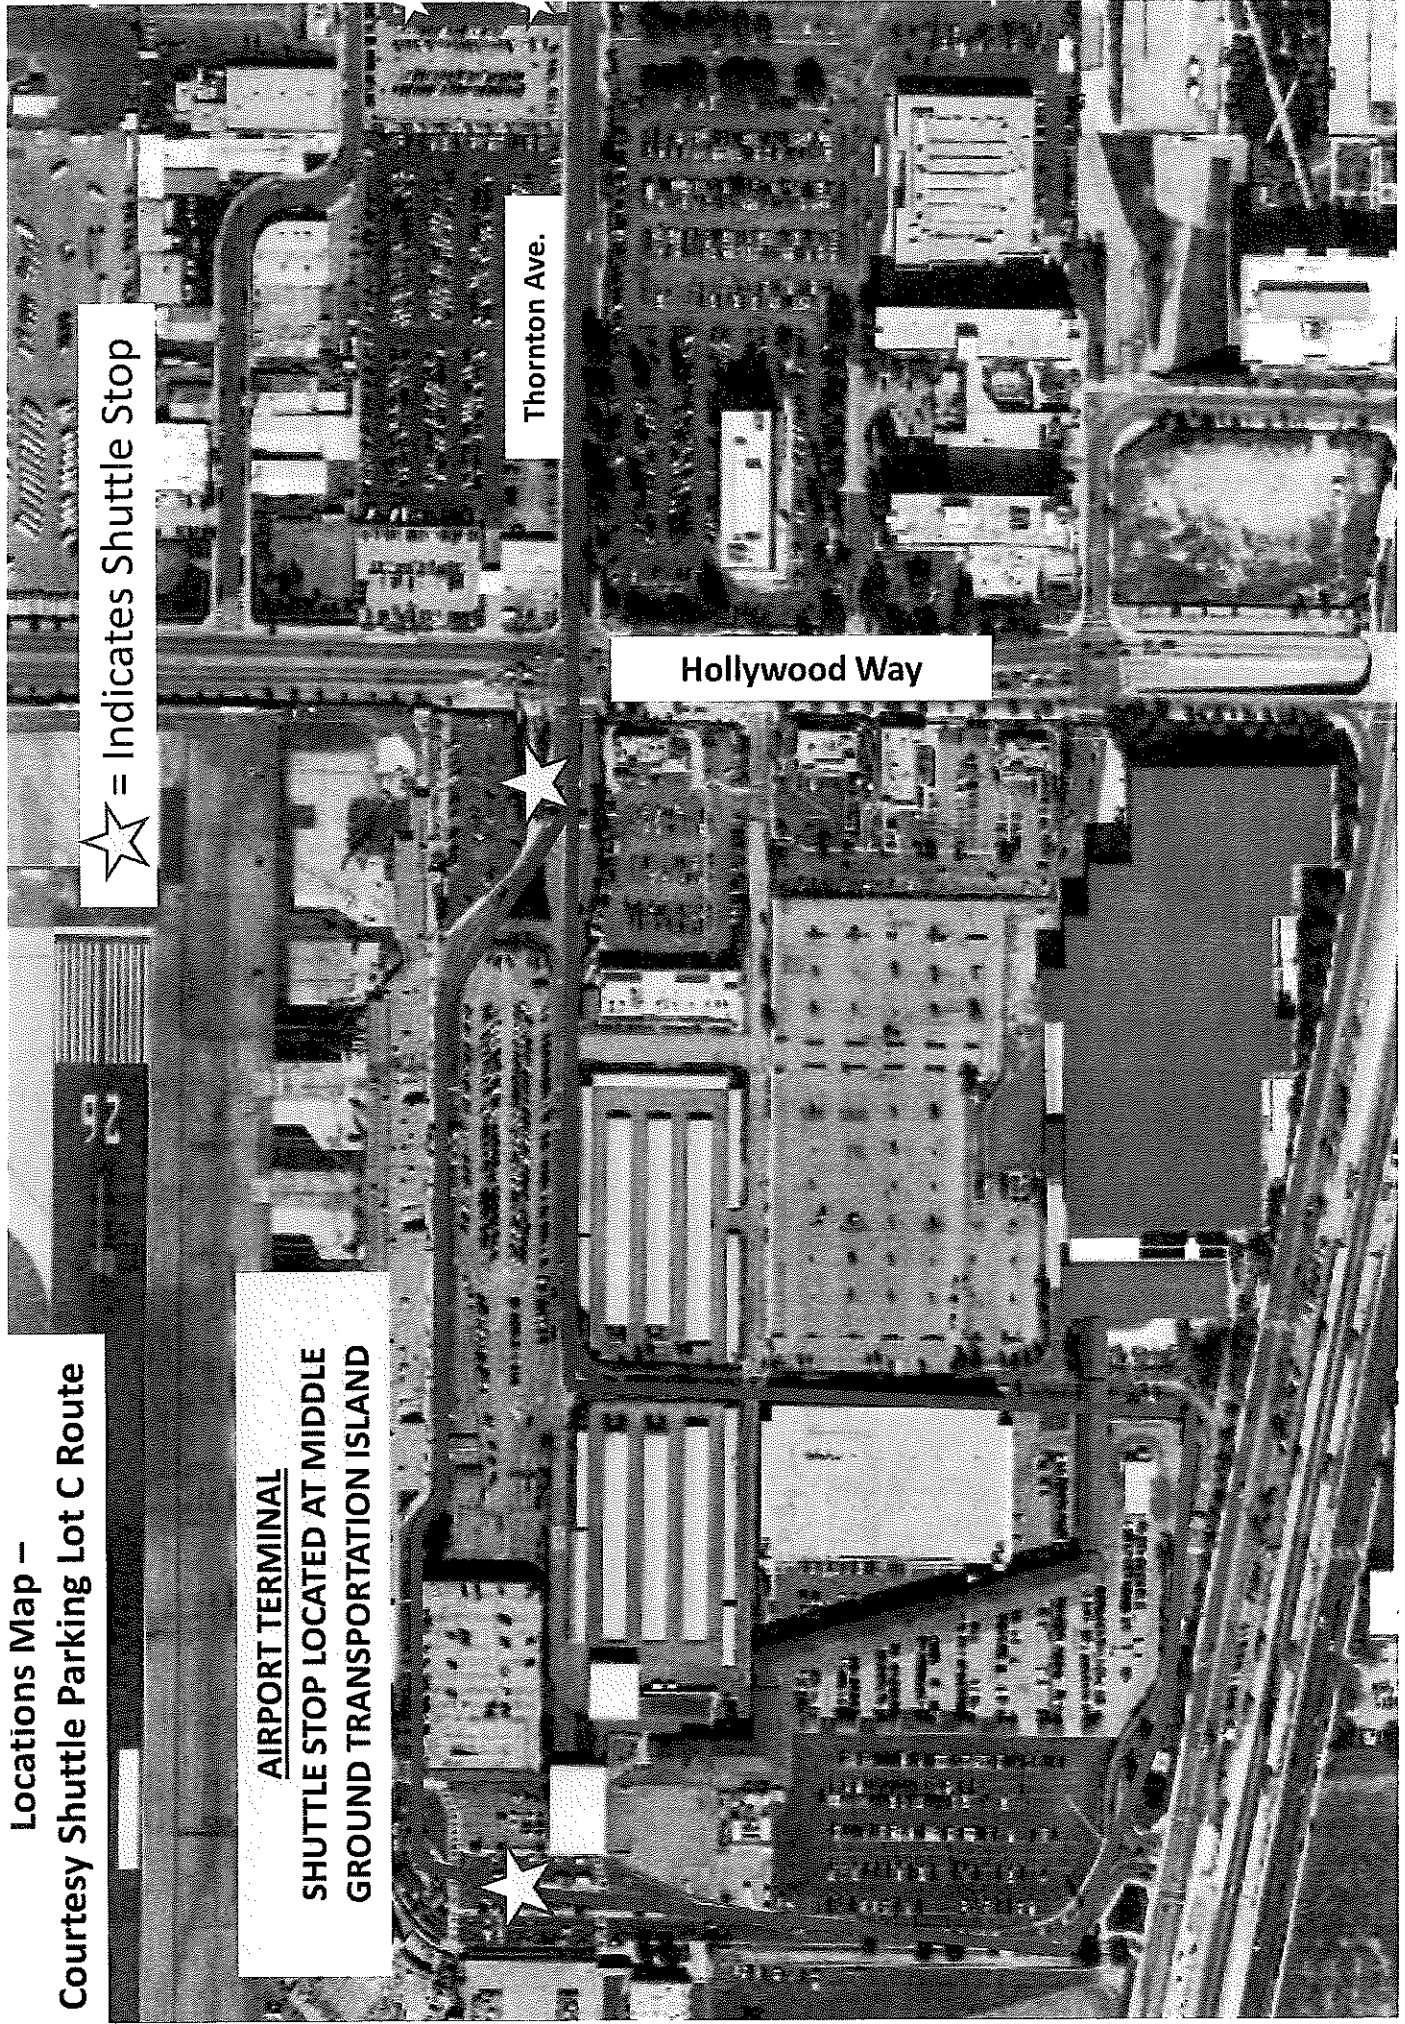 Locations Map –
Courtesy Shuttle Parking Lot C Route
= Indicates Shuttle Stop
AIRPORT TERMINAL
SHUTTLE STOP LOCATED AT MIDDLE
GROUND TRANSPORTATION ISLAND
Thornton Ave.
Hollywood Way
26